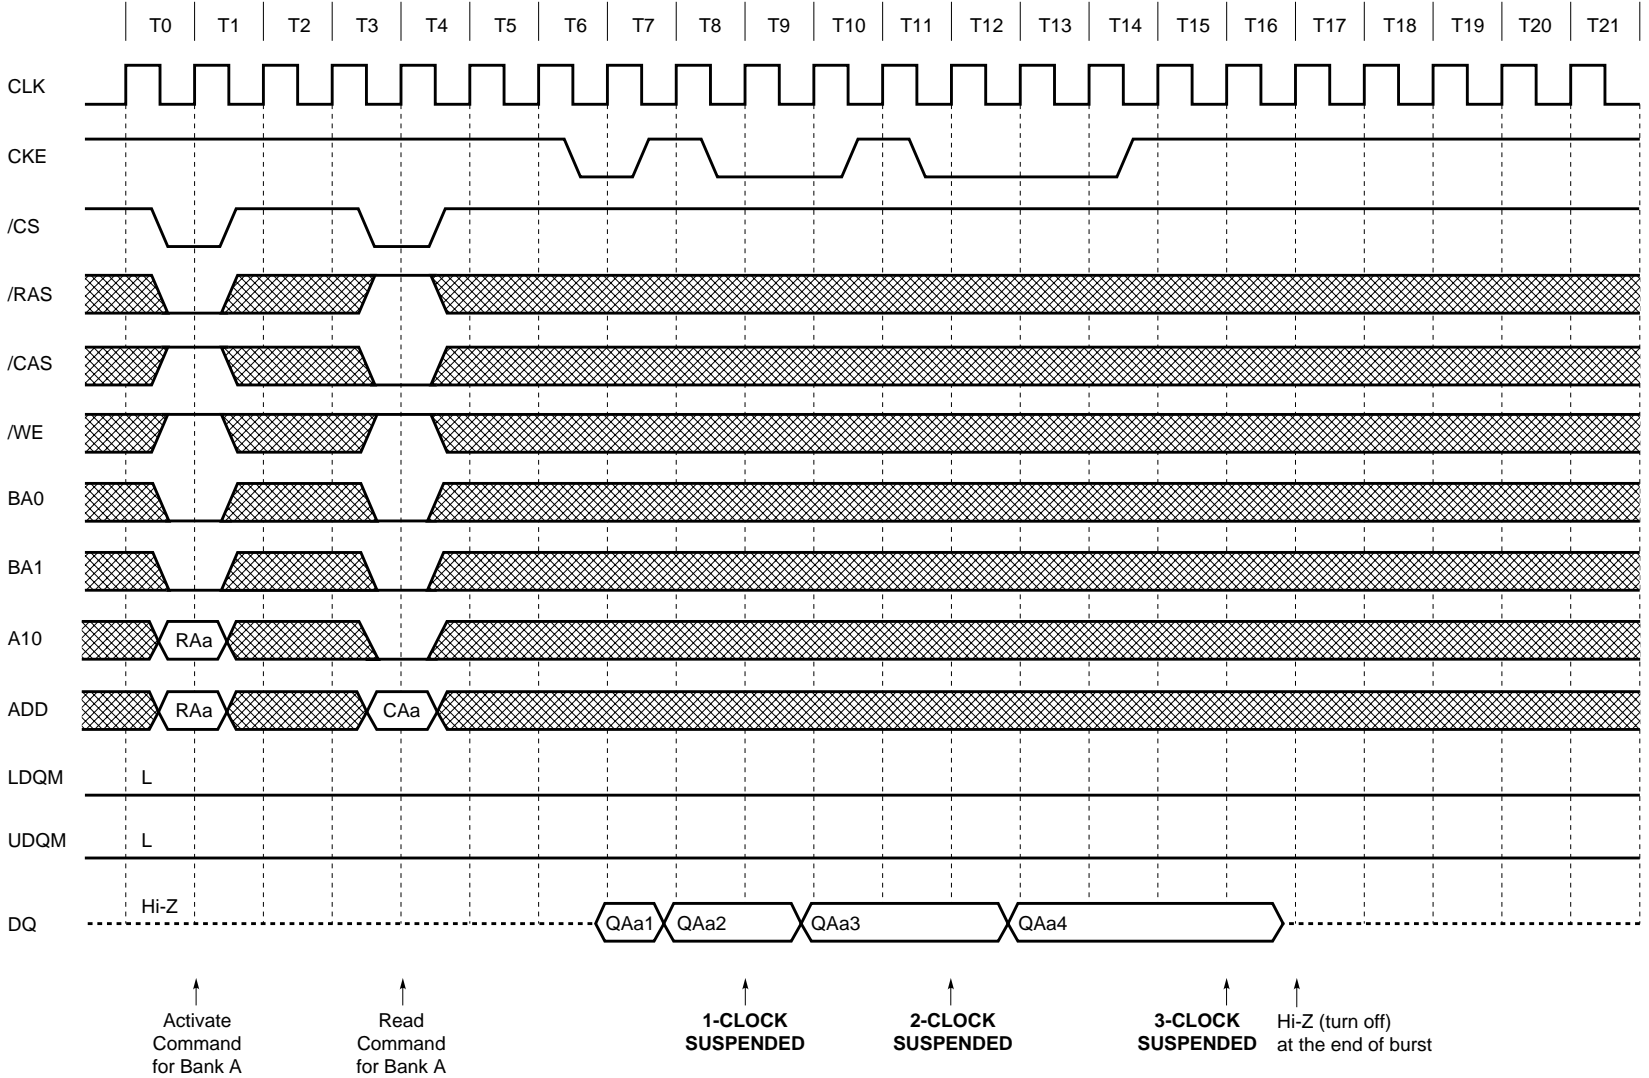 T0 T1 T2 T3 T4 T5 T6 T7 T8 T9 T10 T11 T12 T13 T14 T15 T16 T17 T18 T19 T20 T21
CLK
CKE
/CS
/RAS
/CAS
/WE
BA0
BA1
A10 RAa
ADD RAa CAa
LDQM L
UDQM L
DQ Hi-Z QAa1 QAa2 QAa3 QAa4
Activate
Command
for Bank A
Read
Command
for Bank A
1-CLOCK
SUSPENDED
2-CLOCK
SUSPENDED
3-CLOCK
SUSPENDED
Hi-Z (turn off)
at the end of burst